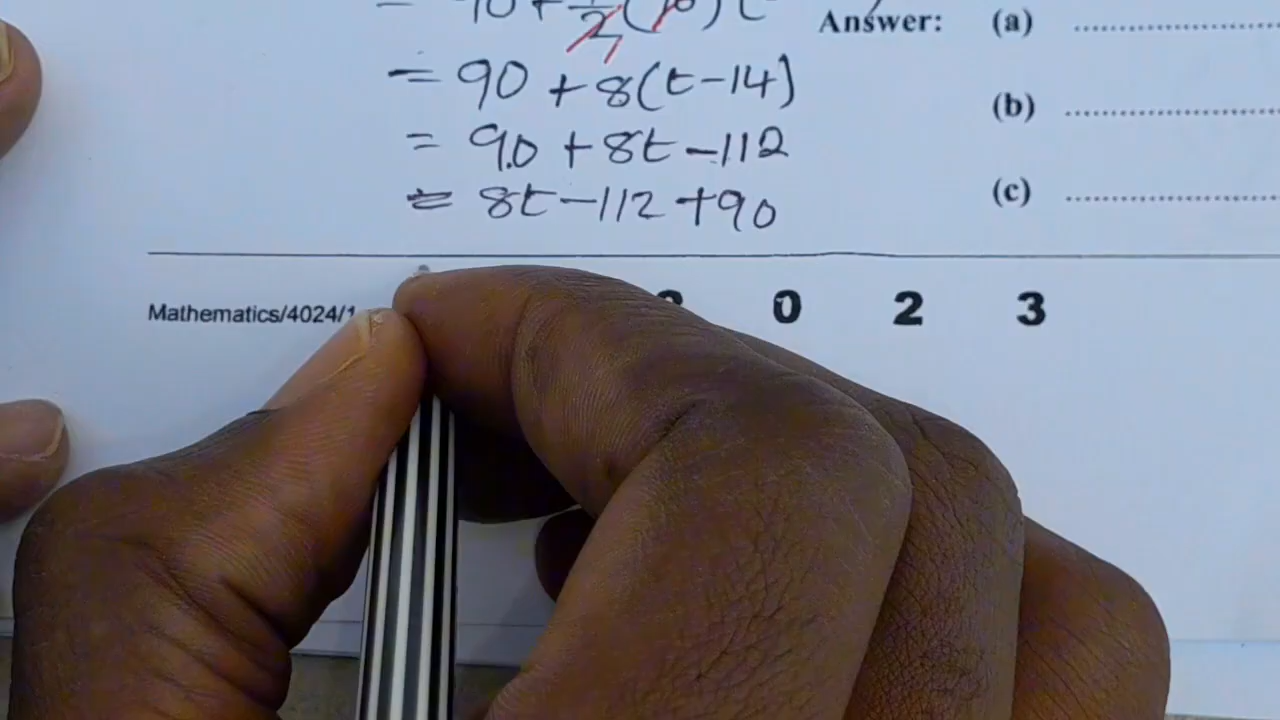 Answer: (a)
= 90 + 8(t-14)
(b)
= 90 + 8t - 112
= 8t - 112 + 90
(c)
Mathematics/4024/1
0 2 3